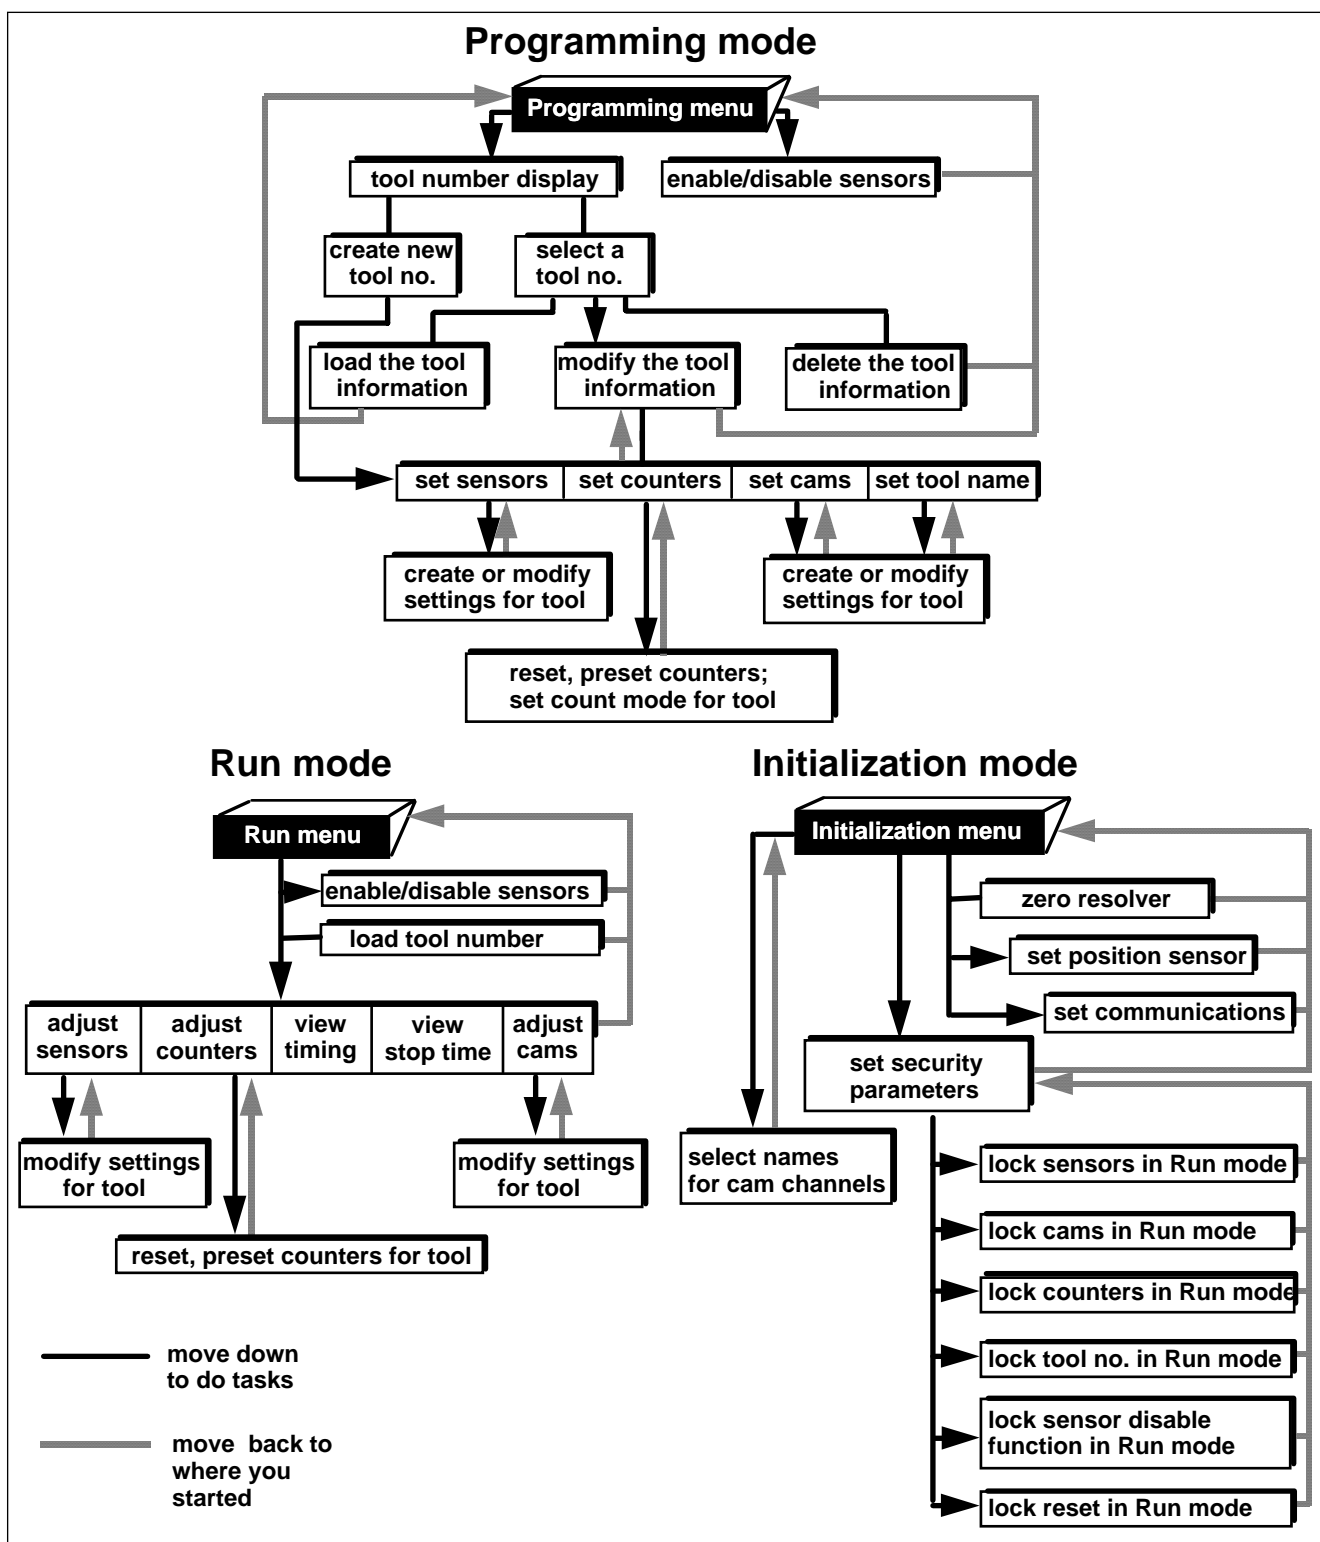 Programming mode
Programming menu
tool number display
enable/disable sensors
create new
tool no.
select a
tool no.
load the tool
information
modify the tool
information
delete the tool
information
set sensors
set counters
set cams
set tool name
create or modify
settings for tool
create or modify
settings for tool
reset, preset counters;
set count mode for tool
Run mode
Run menu
enable/disable sensors
load tool number
adjust
sensors
adjust
counters
view
timing
view
stop time
adjust
cams
modify settings
for tool
modify settings
for tool
reset, preset counters for tool
move down
to do tasks
move back to
where you
started
Initialization mode
Initialization menu
zero resolver
set position sensor
set communications
set security
parameters
select names
for cam channels
lock sensors in Run mode
lock cams in Run mode
lock counters in Run mode
lock tool no. in Run mode
lock sensor disable
function in Run mode
lock reset in Run mode